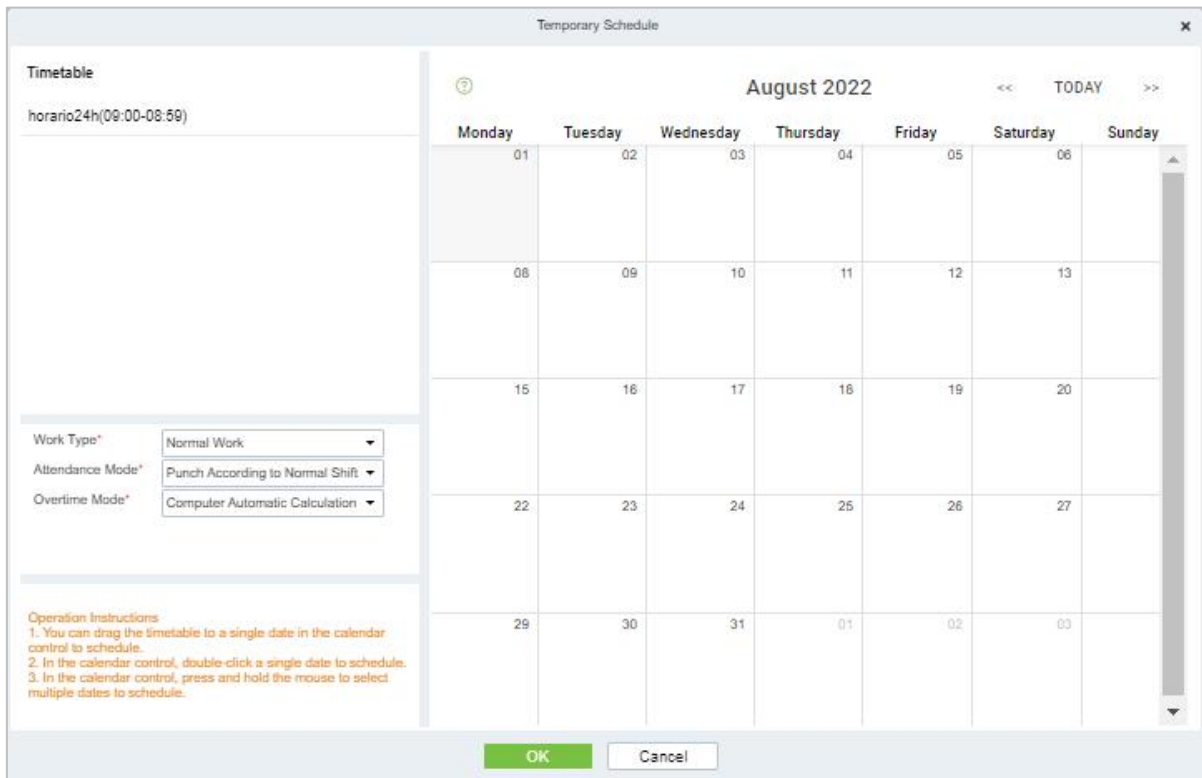 Temporary Schedule
Timetable
horario24h(09:00-08:59)
Work Type*
Normal Work
Attendance Mode*
Punch According to Normal Shift
Overtime Mode*
Computer Automatic Calculation
Operation Instructions
1. You can drag the timetable to a single date in the calendar
control to schedule.
2. In the calendar control, double-click a single date to schedule.
3. In the calendar control, press and hold the mouse to select
multiple dates to schedule.
August 2022
<< TODAY >>
Monday Tuesday Wednesday Thursday Friday Saturday Sunday
01 02 03 04 05 06
08 09 10 11 12 13
15 16 17 18 19 20
22 23 24 25 26 27
29 30 31 01 02 03
OK Cancel